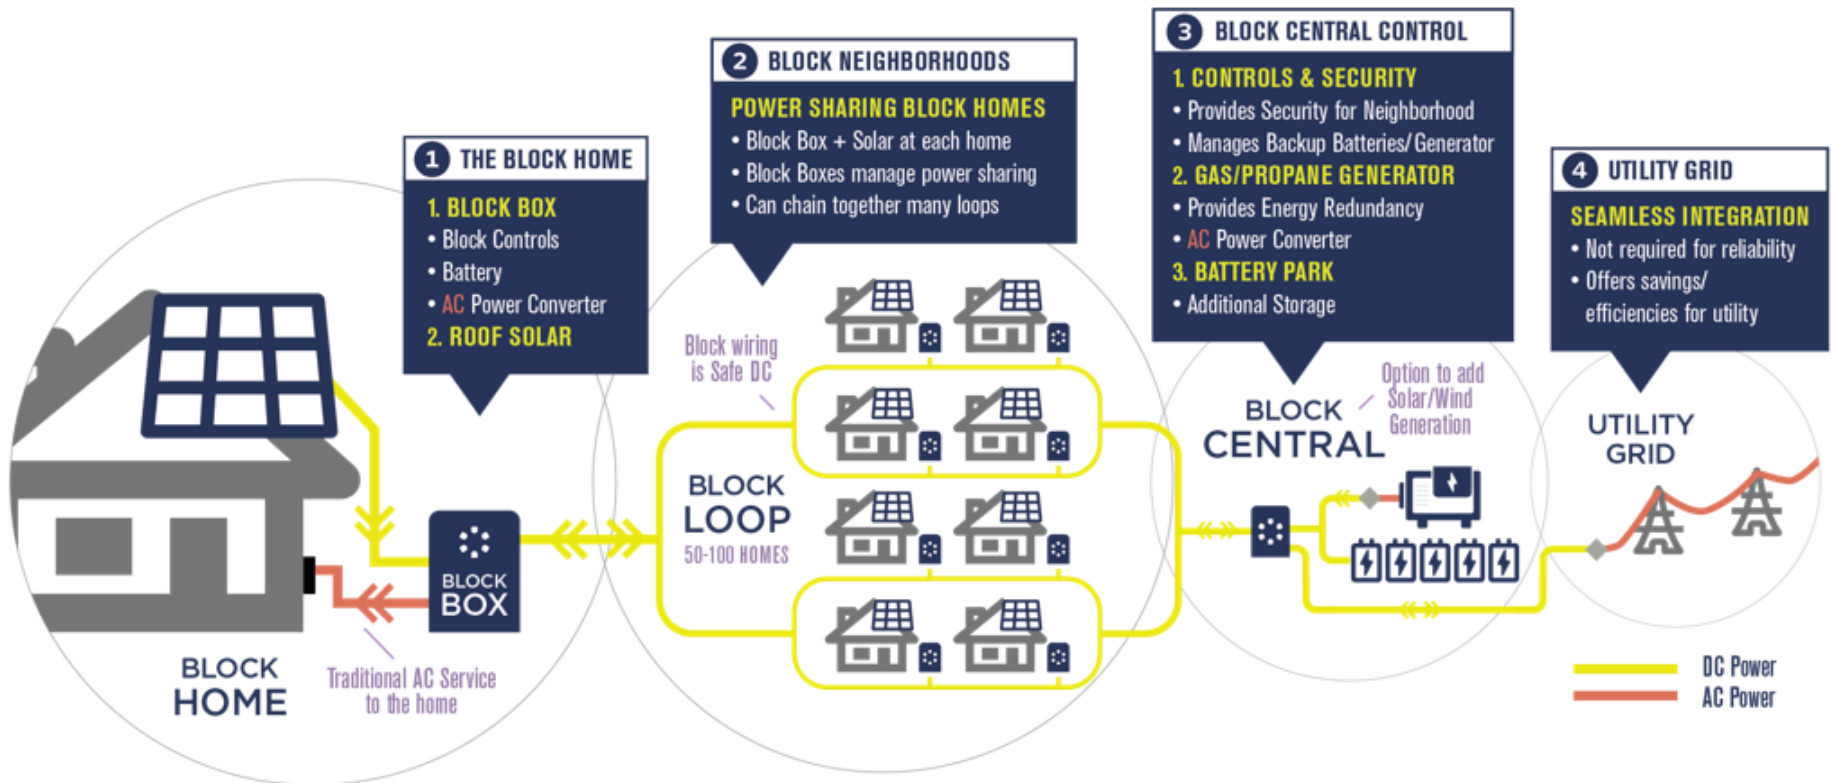 1 THE BLOCK HOME
1. BLOCK BOX
• Block Controls
• Battery
• AC Power Converter
2. ROOF SOLAR
2 BLOCK NEIGHBORHOODS
POWER SHARING BLOCK HOMES
• Block Box + Solar at each home
• Block Boxes manage power sharing
• Can chain together many loops
3 BLOCK CENTRAL CONTROL
1. CONTROLS & SECURITY
• Provides Security for Neighborhood
• Manages Backup Batteries/Generator
2. GAS/PROPANE GENERATOR
• Provides Energy Redundancy
• AC Power Converter
3. BATTERY PARK
• Additional Storage
4 UTILITY GRID
SEAMLESS INTEGRATION
• Not required for reliability
• Offers savings/
efficiencies for utility
BLOCK
BOX
BLOCK
HOME
Traditional AC Service
to the home
Block wiring
is Safe DC
BLOCK
LOOP
50-100 HOMES
BLOCK
CENTRAL
Option to add
Solar/Wind
Generation
UTILITY
GRID
DC Power
AC Power